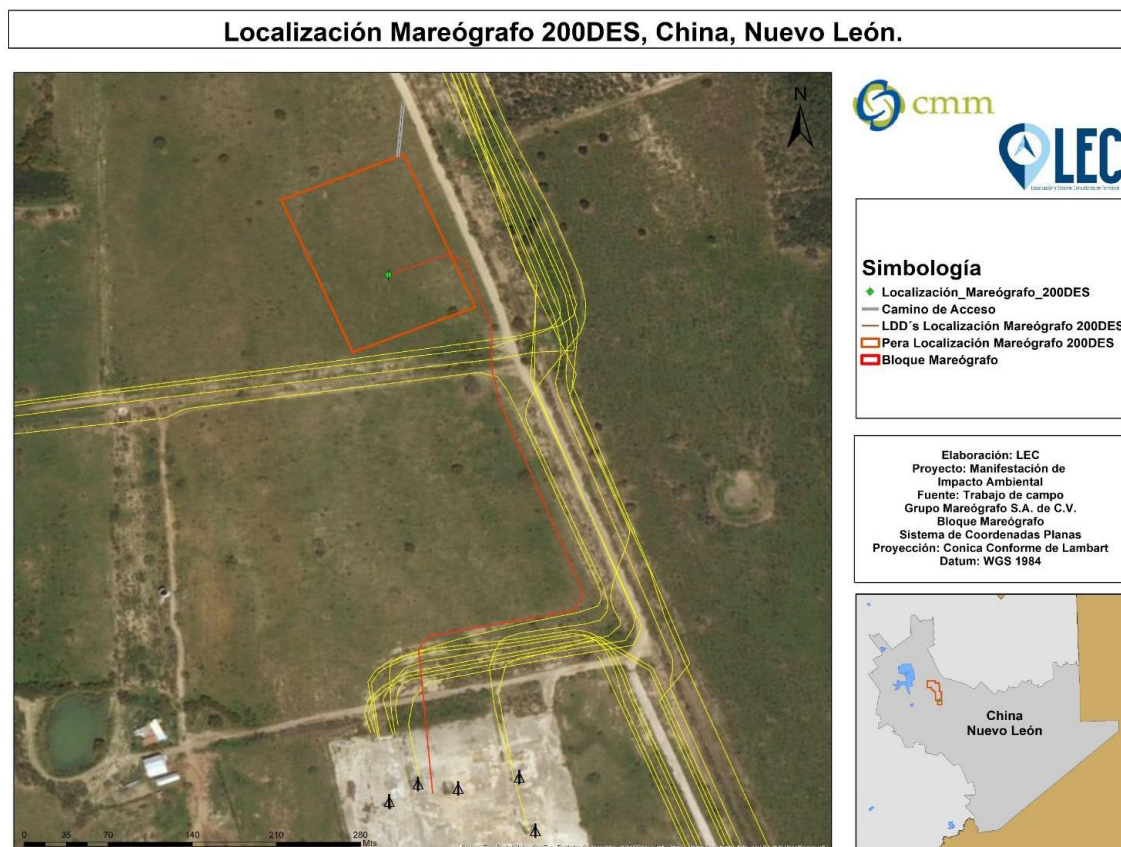 Localización Mareógrafo 200DES, China, Nuevo León.
N
cmm
LEC
Simbología
Localización_Mareógrafo_200DES
Camino de Acceso
LDD´s Localización Mareógrafo 200DES
Pera Localización Mareógrafo 200DES
Bloque Mareógrafo
Elaboración: LEC
Proyecto: Manifestación de
Impacto Ambiental
Fuente: Trabajo de campo
Grupo Mareógrafo S.A. de C.V.
Bloque Mareógrafo
Sistema de Coordenadas Planas
Proyección: Conica Conforme de Lambart
Datum: WGS 1984
China
Nuevo León
0 35 70 140 210 280
Mts